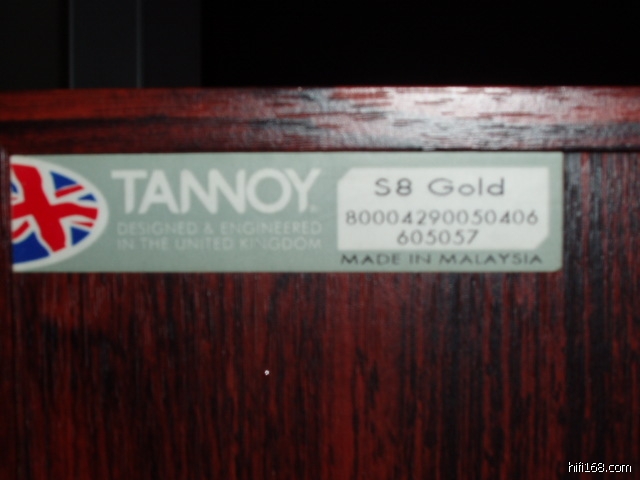 TANNOY
DESIGNED & ENGINEERED
IN THE UNITED KINGDOM
S8 Gold
80004290050406
605057
MADE IN MALAYSIA
hifi168.com